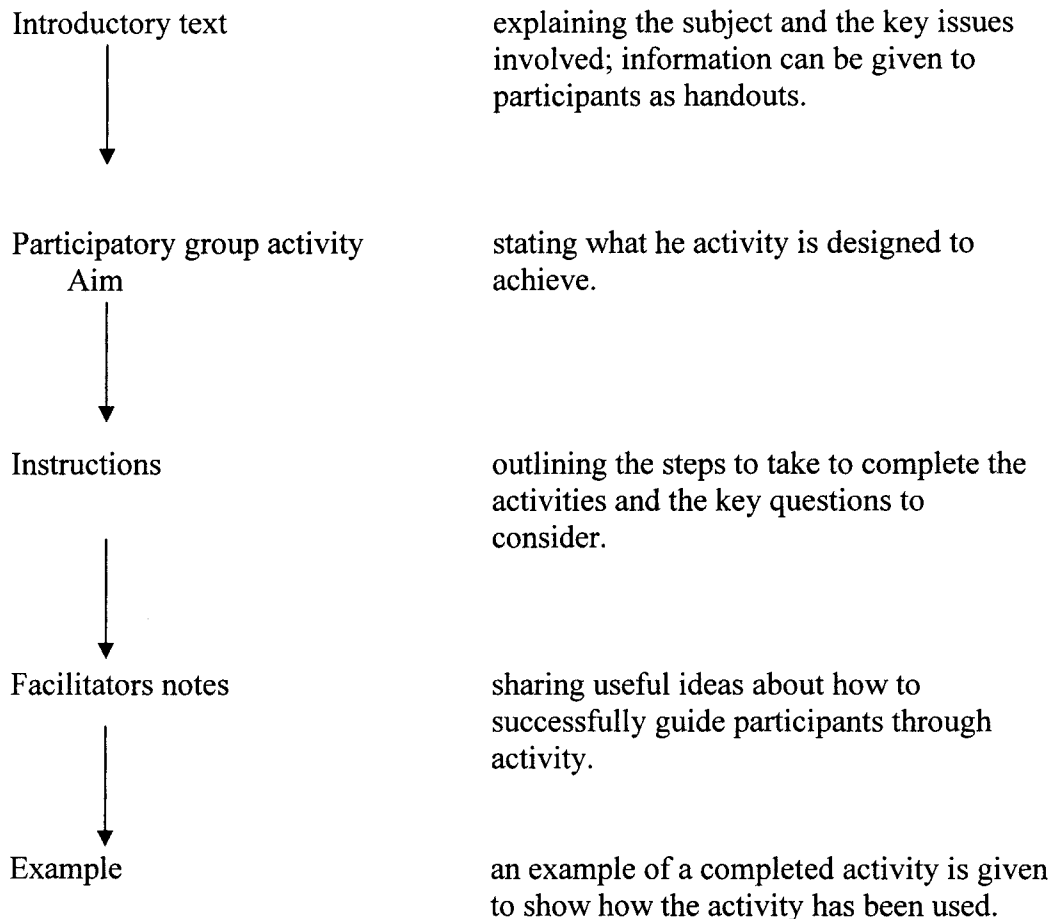 Introductory text
explaining the subject and the key issues
involved; information can be given to
participants as handouts.
Participatory group activity
Aim
stating what he activity is designed to
achieve.
Instructions
outlining the steps to take to complete the
activities and the key questions to
consider.
Facilitators notes
sharing useful ideas about how to
successfully guide participants through
activity.
Example
an example of a completed activity is given
to show how the activity has been used.